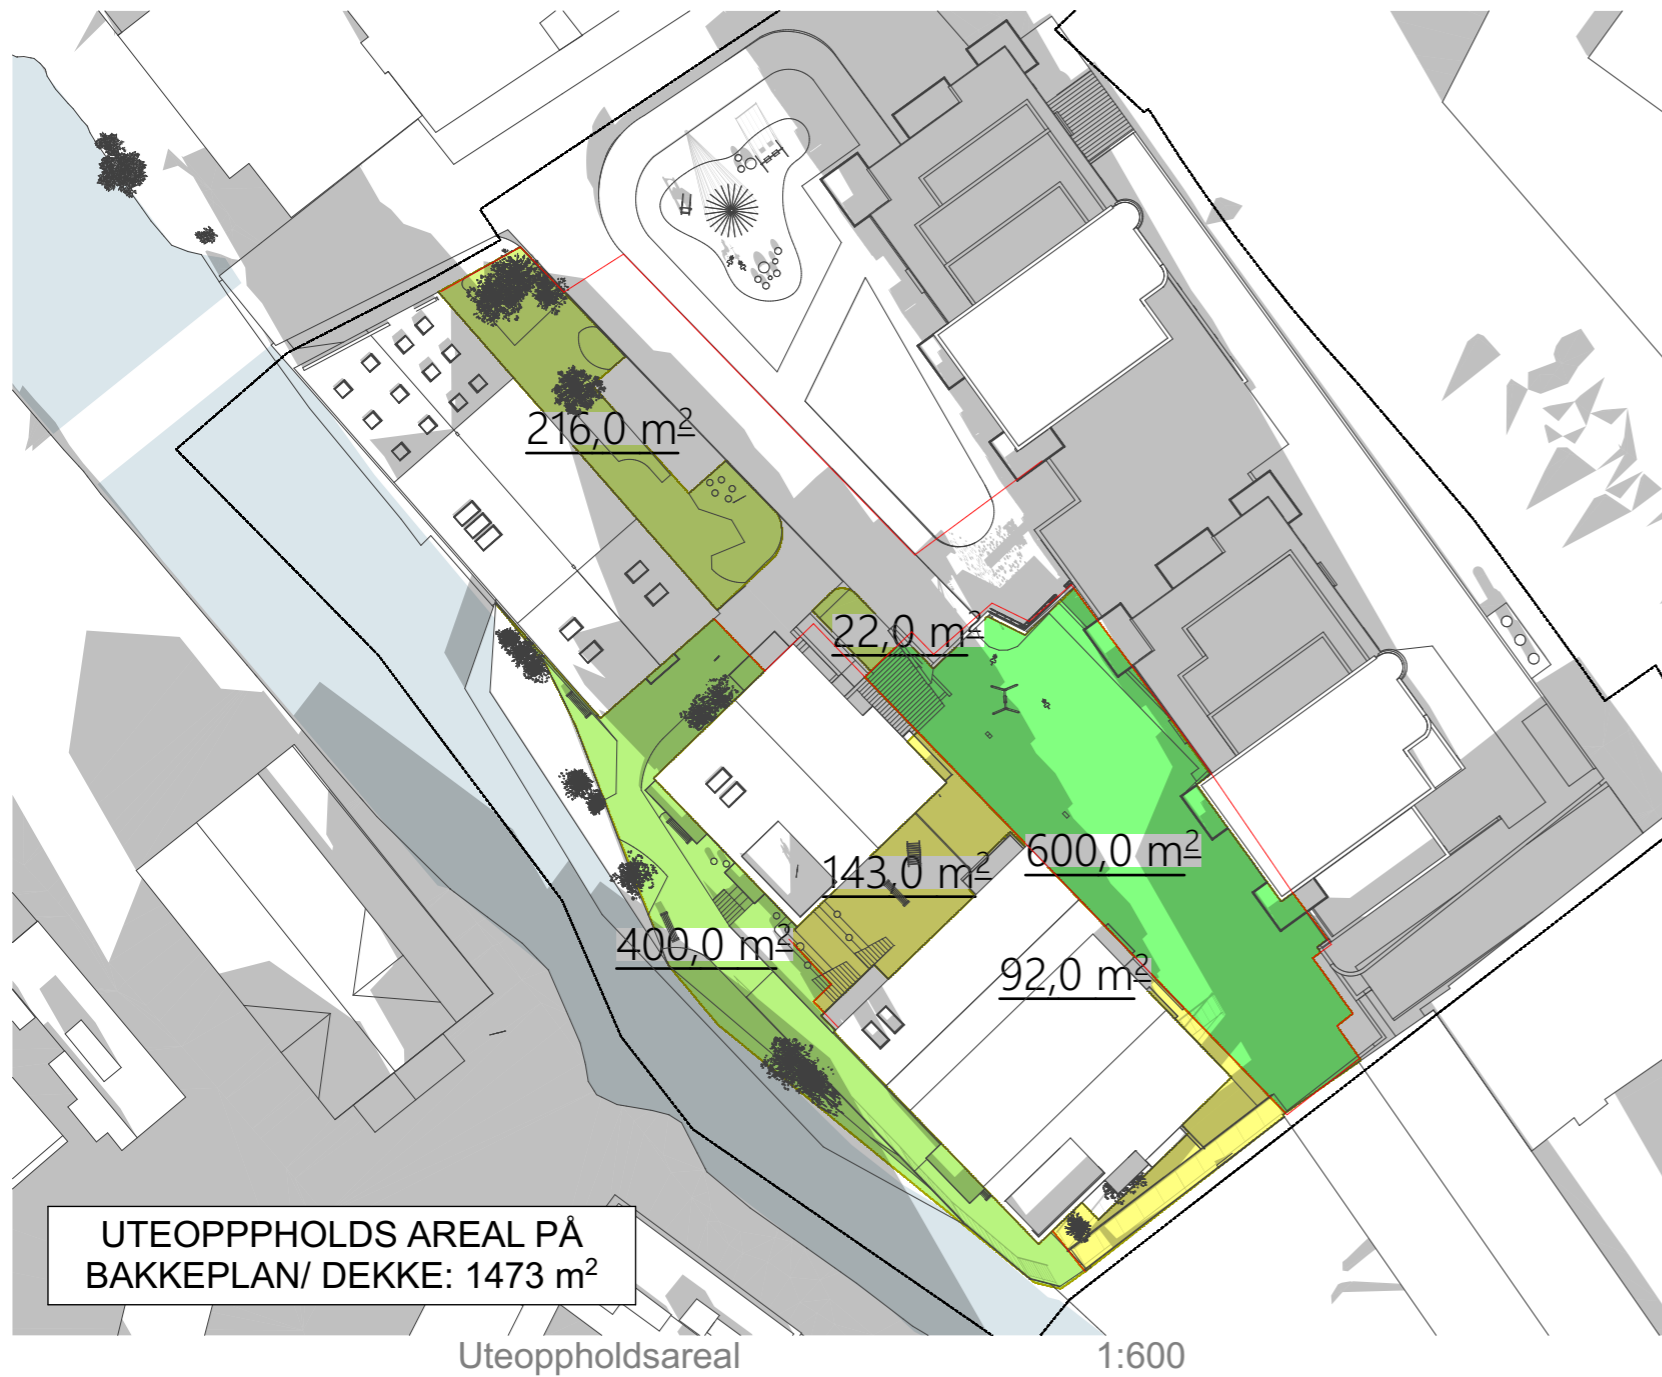 216,0 m²
22,0 m²
600,0 m²
143,0 m²
400,0 m²
92,0 m²
UTEOPPPHOLDS AREAL PÅ
BAKKEPLAN/ DEKKE: 1473 m²
Uteoppholdsareal 1:600